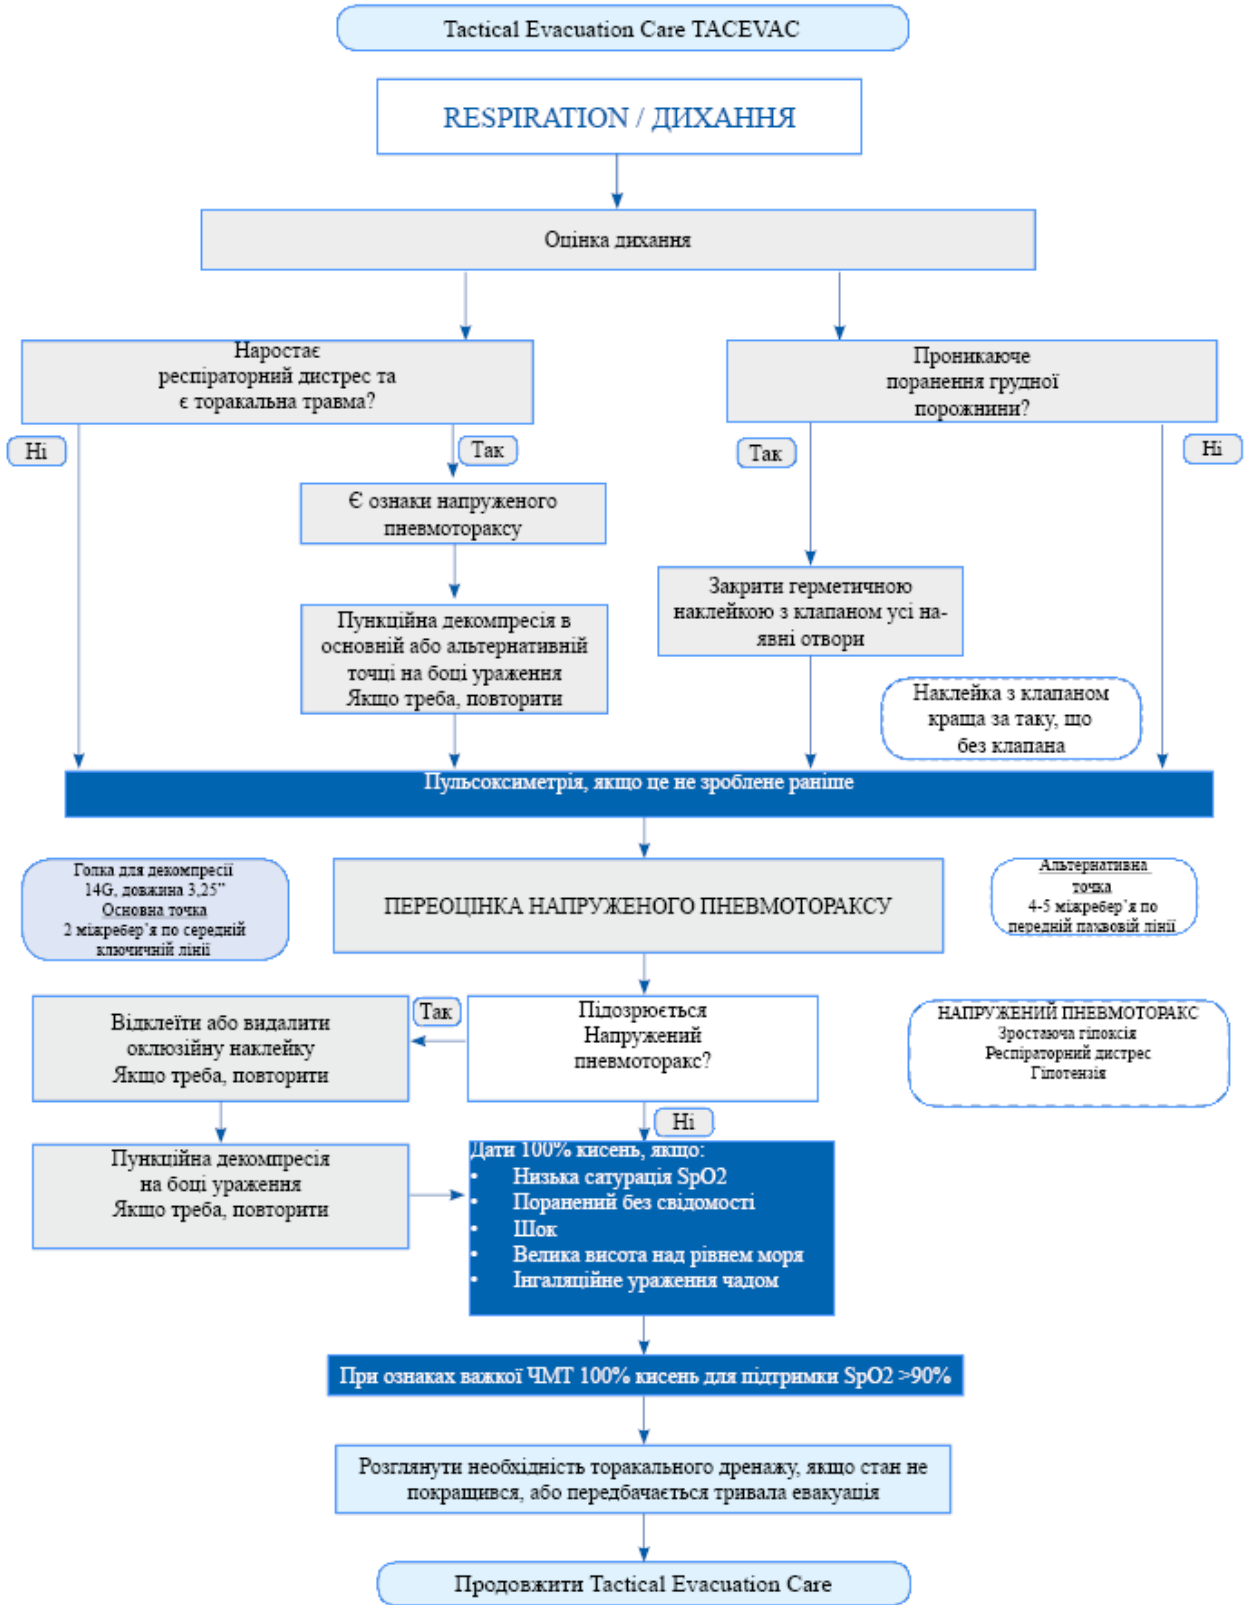 Tactical Evacuation Care TACEVAC
RESPIRATION / ДИХАННЯ
Оцінка дихання
Наростає
респіраторний дистрес та
є торакальна травма?
Проникаюче
поранення грудної
порожнини?
Ні
Так
Так
Ні
Є ознаки напруженого
пневмотораксу
Закрити герметичною
наклейкою з клапаном усі на-
явні отвори
Пункційна декомпресія в
основній або альтернативній
точці на боці ураження
Якщо треба, повторити
Наклейка з клапаном
краща за таку, що
без клапана
Пульсоксиметрія, якщо це не зроблене раніше
Голка для декомпресії
14G, довжина 3,25”
Основна точка
2 міжребер’я по середній
ключичній лінії
ПЕРЕОЦІНКА НАПРУЖЕНОГО ПНЕВМОТОРАКСУ
Альтернативна
точка
4-5 міжребер’я по
передній пахвовій лінії
Відклеїти або видалити
оклюзійну наклейку
Якщо треба, повторити
Так
Підозрюється
Напружений
пневмоторакс?
НАПРУЖЕНИЙ ПНЕВМОТОРАКС
Зростаюча гіпоксія
Респіраторний дистрес
Гіпотензія
Ні
Пункційна декомпресія
на боці ураження
Якщо треба, повторити
Дати 100% кисень, якщо:
• Низька сатурація SpO2
• Поранений без свідомості
• Шок
• Велика висота над рівнем моря
• Інгаляційне ураження чадом
При ознаках важкої ЧМТ 100% кисень для підтримки SpO2 >90%
Розглянути необхідність торакального дренажу, якщо стан не
покращився, або передбачається тривала евакуація
Продовжити Tactical Evacuation Care